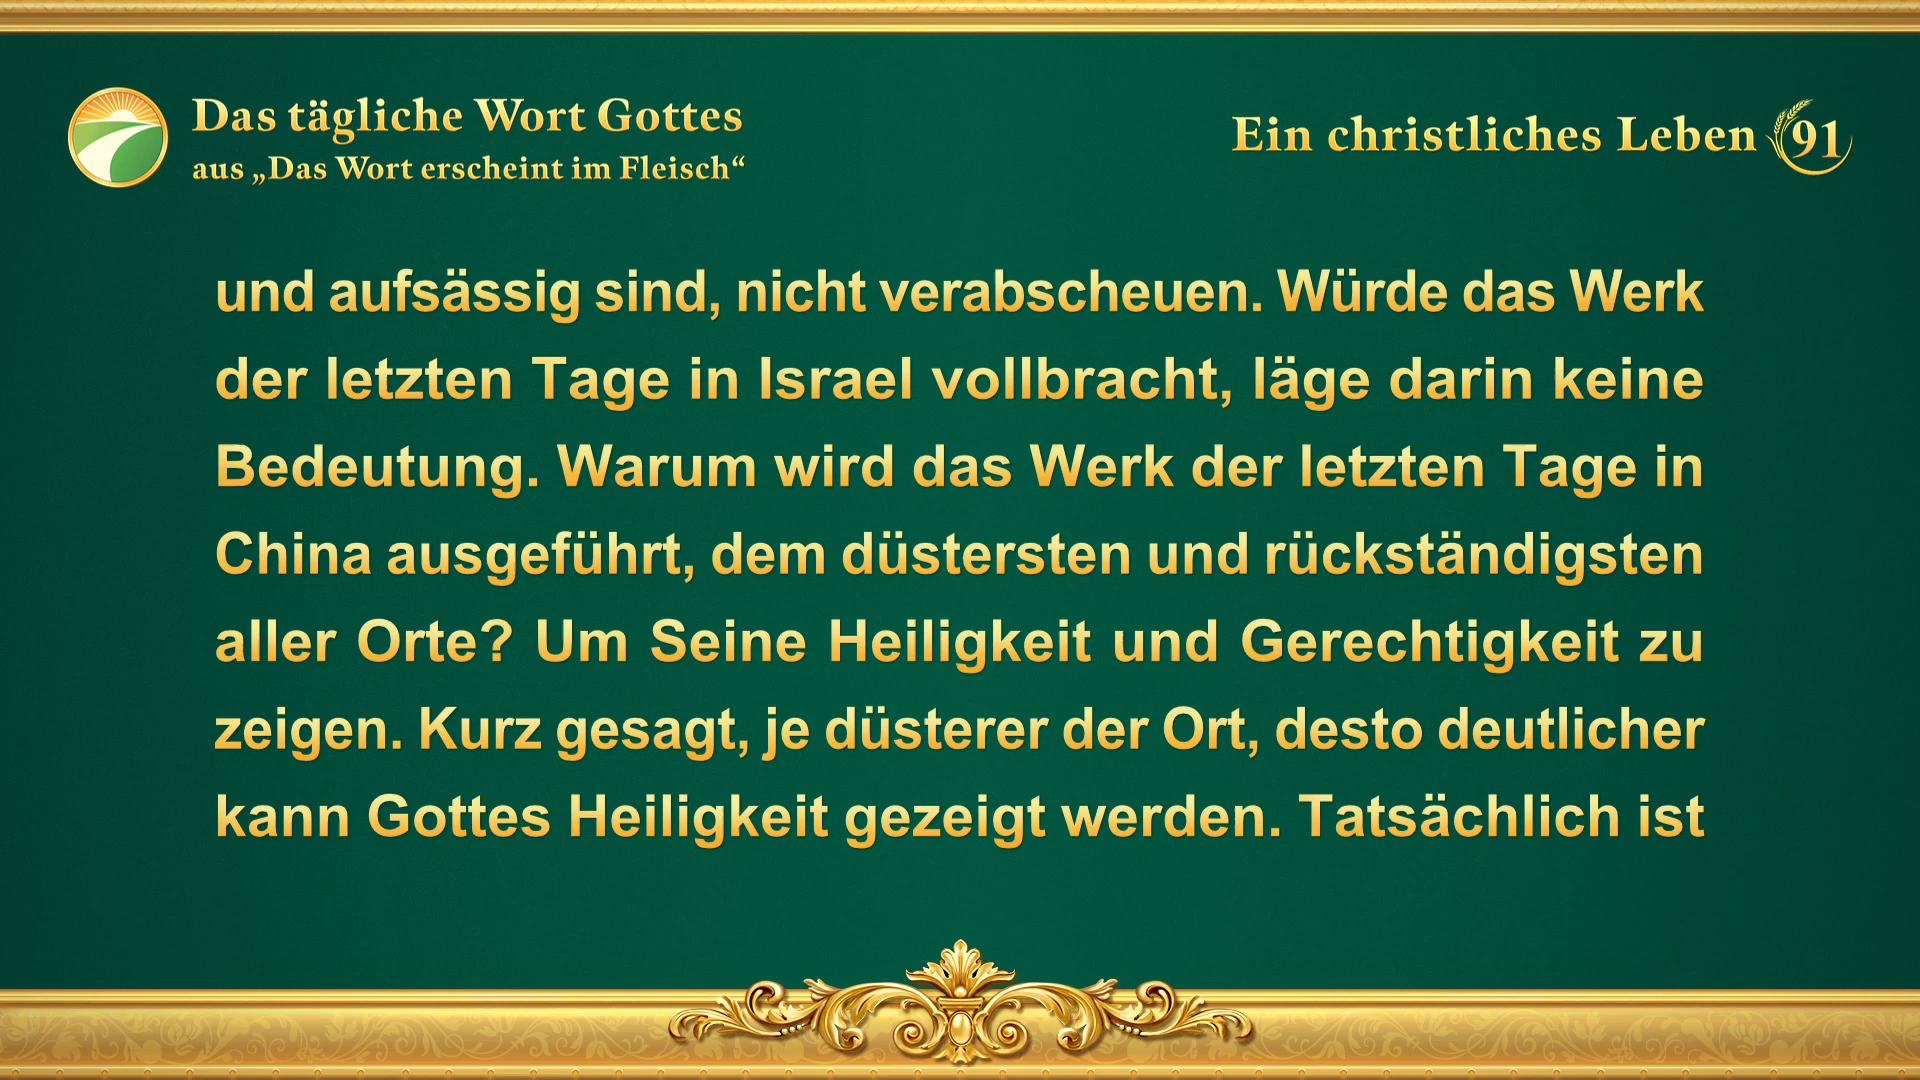 Das tägliche Wort Gottes
aus „Das Wort erscheint im Fleisch“
Ein christliches Leben 91
und aufsässig sind, nicht verabscheuen. Würde das Werk
der letzten Tage in Israel vollbracht, läge darin keine
Bedeutung. Warum wird das Werk der letzten Tage in
China ausgeführt, dem düstersten und rückständigsten
aller Orte? Um Seine Heiligkeit und Gerechtigkeit zu
zeigen. Kurz gesagt, je düsterer der Ort, desto deutlicher
kann Gottes Heiligkeit gezeigt werden. Tatsächlich ist